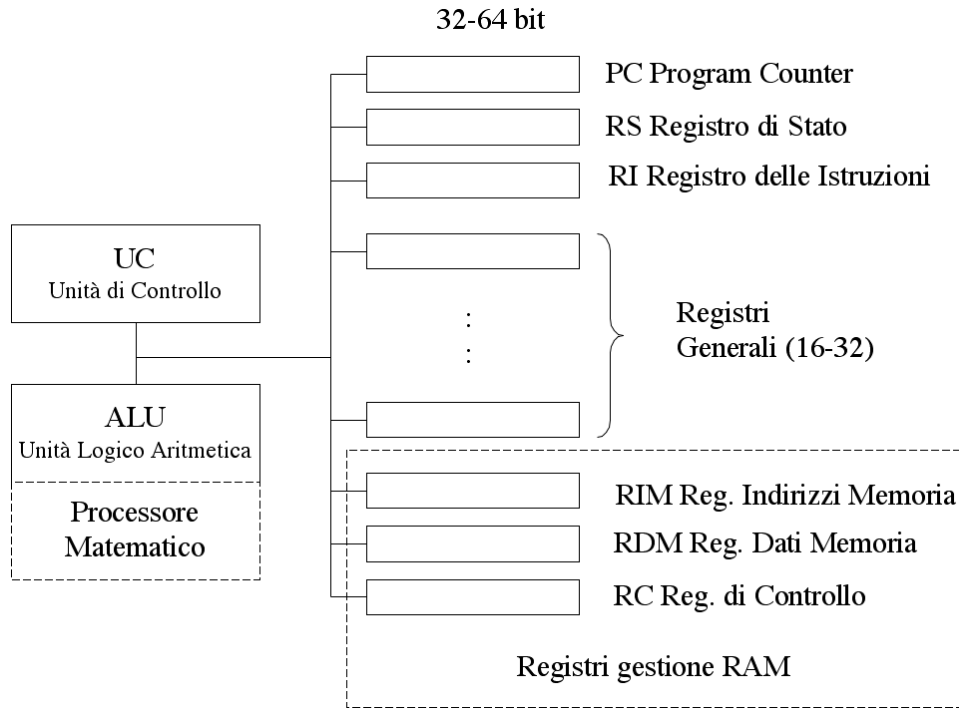 32-64 bit
PC Program Counter
RS Registro di Stato
RI Registro delle Istruzioni
UC
Unità di Controllo
:
:
Registri
Generali (16-32)
ALU
Unità Logico Aritmetica
Processore
Matematico
RIM Reg. Indirizzi Memoria
RDM Reg. Dati Memoria
RC Reg. di Controllo
Registri gestione RAM